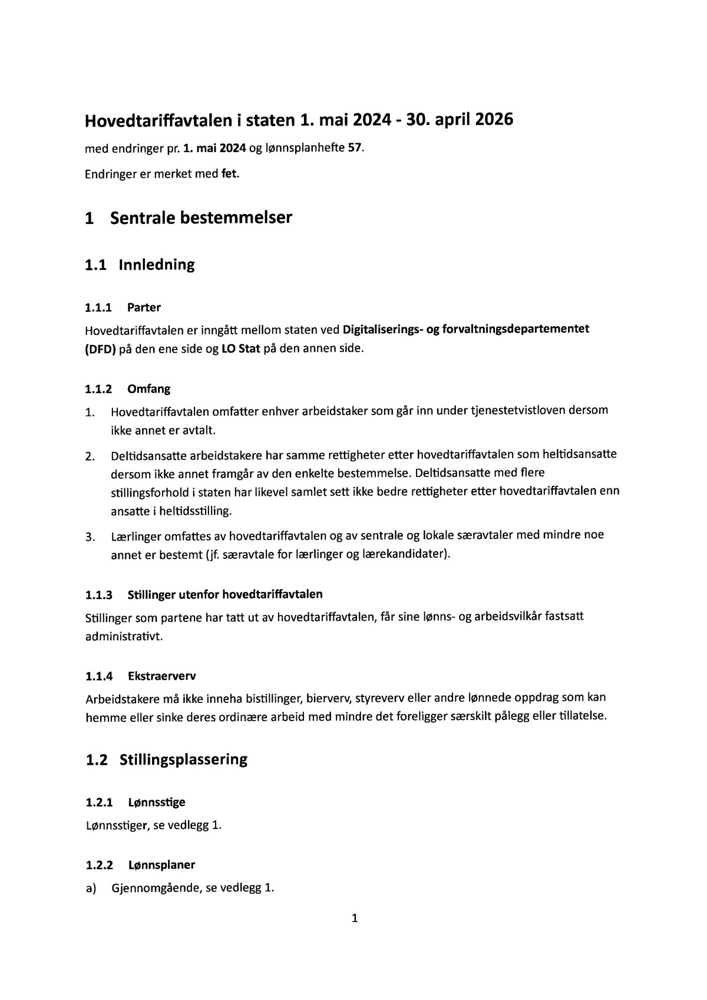 Hovedtariffavtalen i staten 1. mai 2024 - 30. april 2026
med endringer pr. 1. mai 2024 og lønnsplanhefte 57.
Endringer er merket med fet.
1 Sentrale bestemmelser
1.1 Innledning
1.1.1 Parter
Hovedtariffavtalen er inngått mellom staten ved Digitaliserings- og forvaltningsdepartementet
(DFD) på den ene side og LO Stat på den annen side.
1.1.2 Omfang
1. Hovedtariffavtalen omfatter enhver arbeidstaker som går inn under tjenestetvistloven dersom
ikke annet er avtalt.
2. Deltidsansatte arbeidstakere har samme rettigheter etter hovedtariffavtalen som heltidsansatte
dersom ikke annet framgår av den enkelte bestemmelse. Deltidsansatte med flere
stillingsforhold i staten har likevel samlet sett ikke bedre rettigheter etter hovedtariffavtalen enn
ansatte i heltidsstilling.
3. Lærlinger omfattes av hovedtariffavtalen og av sentrale og lokale særavtaler med mindre noe
annet er bestemt (jf. særavtale for lærlinger og lærekandidater).
1.1.3 Stillinger utenfor hovedtariffavtalen
Stillinger som partene har tatt ut av hovedtariffavtalen, får sine lønns- og arbeidsvilkår fastsatt
administrativt.
1.1.4 Ekstraerverv
Arbeidstakere må ikke inneha bistillinger, bierverv, styreverv eller andre lønnede oppdrag som kan
hemme eller sinke deres ordinære arbeid med mindre det foreligger særskilt pålegg eller tillatelse.
1.2 Stillingsplassering
1.2.1 Lønnsstige
Lønnsstiger, se vedlegg 1.
1.2.2 Lønnsplaner
a) Gjennomgående, se vedlegg 1.
1